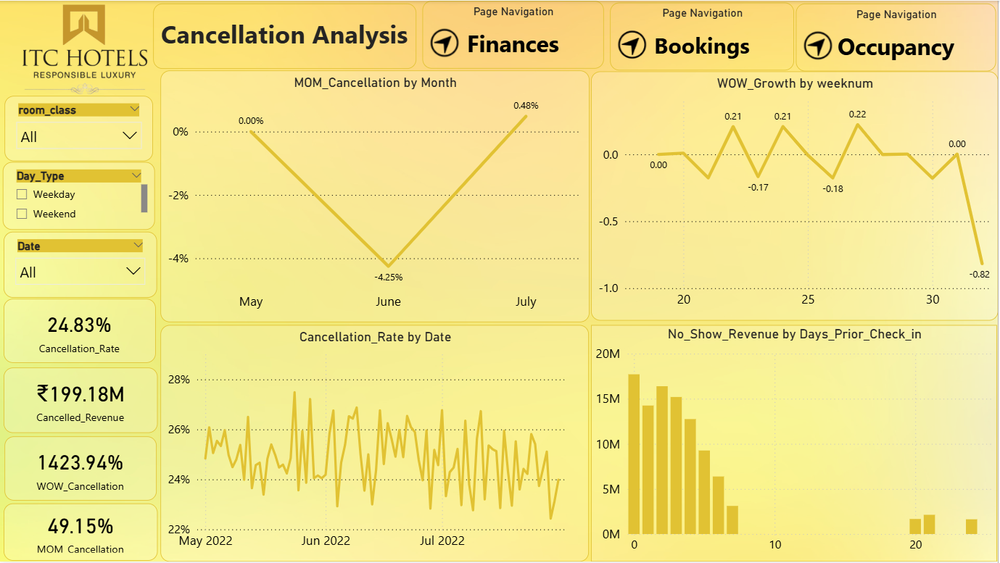 ITC HOTELS
RESPONSIBLE LUXURY
Cancellation Analysis
Page Navigation
Finances
Page Navigation
Bookings
Page Navigation
Occupancy
room_class
All
Day_Type
Weekday
Weekend
Date
All
24.83%
Cancellation_Rate
₹199.18M
Cancelled_Revenue
1423.94%
WOW_Cancellation
49.15%
MOM Cancellation
MOM_Cancellation by Month
0.48%
0.00%
0%
-2%
-4%
-4.25%
May June July
WOW_Growth by weeknum
0.21 0.21 0.22
0.00
0.0
0.00
-0.17 -0.18
-0.5
-0.82
-1.0
20 25 30
Cancellation_Rate by Date
28%
26%
24%
22%
May 2022 Jun 2022 Jul 2022
No_Show_Revenue by Days_Prior_Check_in
20M
15M
10M
5M
0M
0 10 20